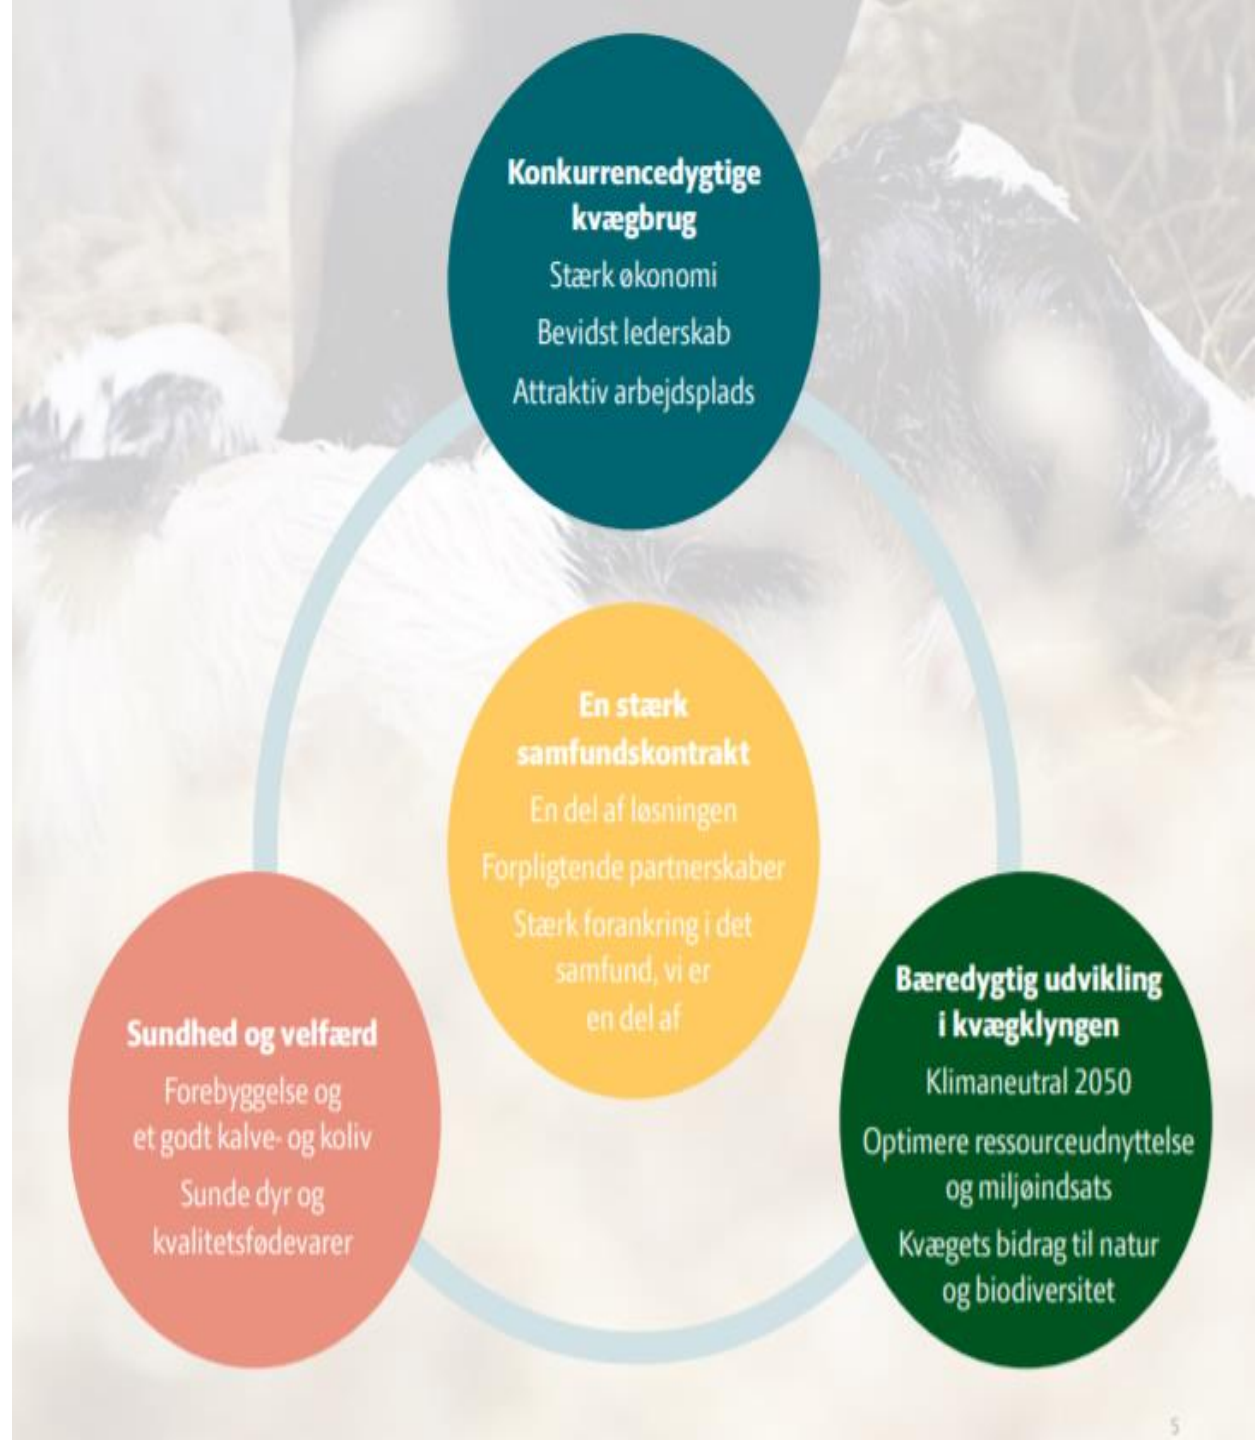 Konkurrencedygtige
kvægbrug
Stærk økonomi
Bevidst lederskab
Attraktiv arbejdsplads
En stærk
samfundskontrakt
En del af løsningen
Forpligtende partnerskaber
Stærk forankring i det
samfund, vi er
en del af
Sundhed og velfærd
Forebyggelse og
et godt kalve- og koliv
Sunde dyr og
kvalitetsfødevarer
Bæredygtig udvikling
i kvægklyngen
Klimaneutral 2050
Optimere ressourceudnyttelse
og miljøindsats
Kvægets bidrag til natur
og biodiversitet
5